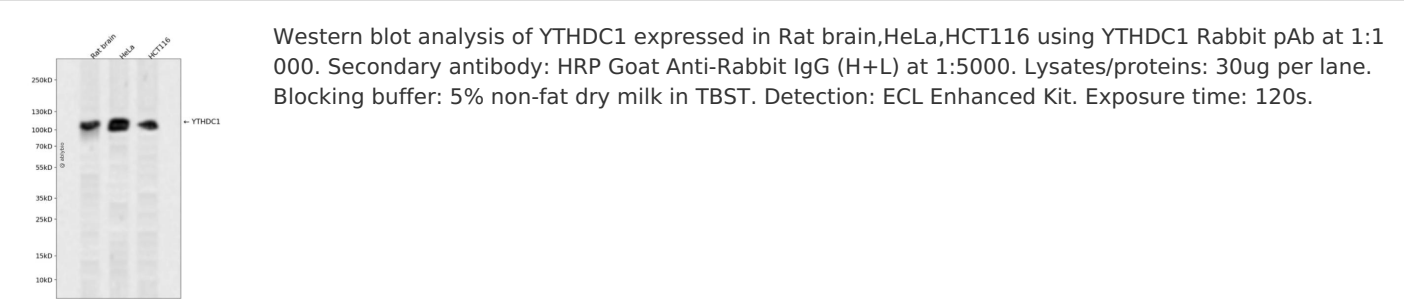 Rat brain HeLa HCT116
250kD
130kD
100kD
70kD
55kD
35kD
25kD
15kD
10kD
← YTHDC1
Western blot analysis of YTHDC1 expressed in Rat brain,HeLa,HCT116 using YTHDC1 Rabbit pAb at 1:1
000. Secondary antibody: HRP Goat Anti-Rabbit IgG (H+L) at 1:5000. Lysates/proteins: 30ug per lane.
Blocking buffer: 5% non-fat dry milk in TBST. Detection: ECL Enhanced Kit. Exposure time: 120s.